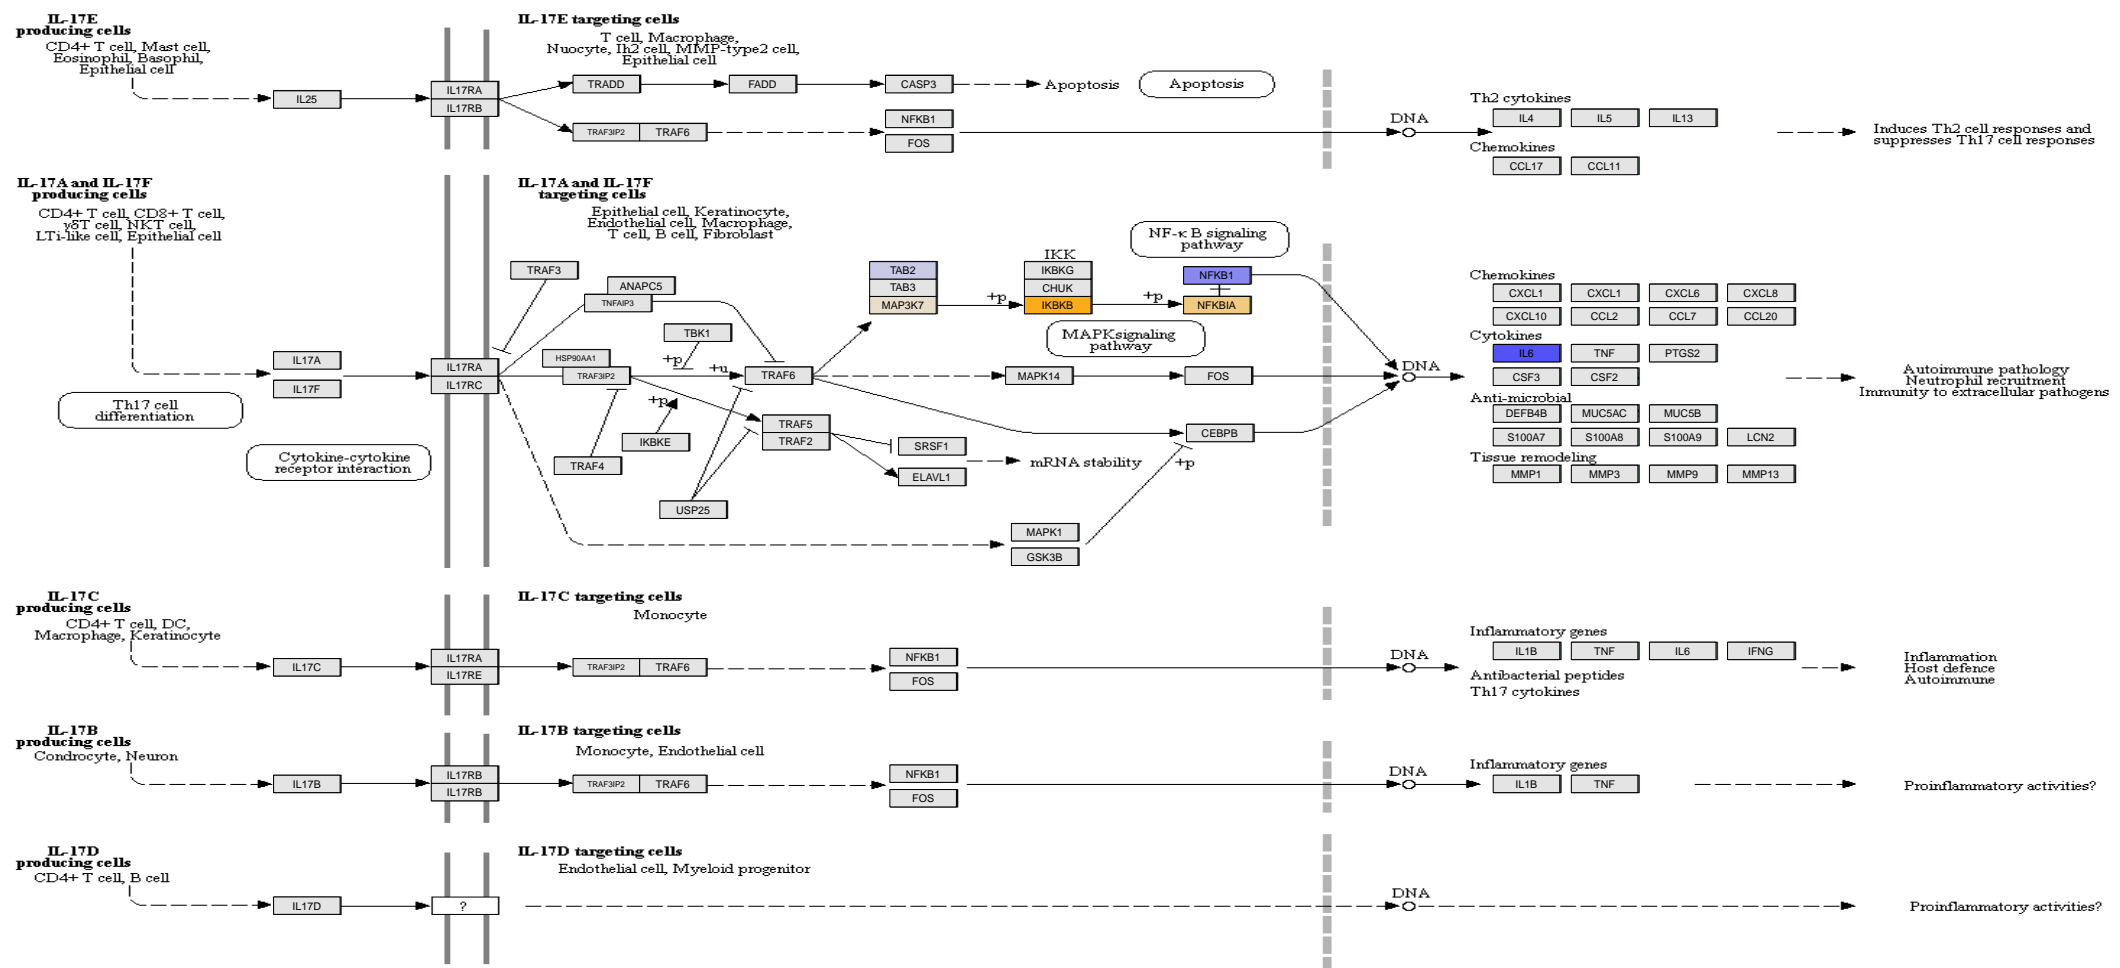 IL-17E
producing cells
CD4+ T cell, Mast cell,
Eosinophil, Basophil,
Epithelial cell
IL25
IL17RA
IL17RB
IL-17E targeting cells
T cell, Macrophage,
Nuocyte, Ih2 cell, MMP-type2 cell,
Epithelial cell
TRADD
FADD
CASP3
Apoptosis
Apoptosis
TRAF3IP2
TRAF6
NFKB1
FOS
DNA
Th2 cytokines
IL4
IL5
IL13
Chemokines
CCL17
CCL11
Induces Th2 cell responses and
suppresses Th17 cell responses
IL-17A and IL-17F
producing cells
CD4+ T cell, CD8+ T cell,
γδT cell, NKT cell,
LTi-like cell, Epithelial cell
IL17A
IL17F
Th17 cell
differentiation
Cytokine-cytokine
receptor interaction
IL17RA
IL17RC
IL-17A and IL-17F
targeting cells
Epithelial cell, Keratinocyte,
Endothelial cell, Macrophage,
T cell, B cell, Fibroblast
TRAF3
ANAPC5
TNFAIP3
TBK1
HSP90AA1
TRAF3IP2
+p
+u
+p
TRAF6
IKBKE
TRAF4
USP25
TRAF5
TRAF2
SRSF1
ELAVL1
mRNA stability
TAB2
TAB3
MAP3K7
+p
IKK
IKBKG
CHUK
IKBKB
+p
NF-κ B signaling
pathway
NFKB1
NFKBIA
MAPK signaling
pathway
MAPK14
FOS
CEBPB
+p
MAPK1
GSK3B
DNA
Chemokines
CXCL1
CXCL1
CXCL6
CXCL8
CXCL10
CCL2
CCL7
CCL20
Cytokines
IL6
TNF
PTGS2
CSF3
CSF2
Anti-microbial
DEFB4B
MUC5AC
MUC5B
S100A7
S100A8
S100A9
LCN2
Tissue remodeling
MMP1
MMP3
MMP9
MMP13
Autoimmune pathology
Neutrophil recruitment
Immunity to extracellular pathogens
IL-17C
producing cells
CD4+ T cell, DC,
Macrophage, Keratinocyte
IL17C
IL17RA
IL17RE
IL-17C targeting cells
Monocyte
TRAF3IP2
TRAF6
NFKB1
FOS
DNA
Inflammatory genes
IL1B
TNF
IL6
IFNG
Antibacterial peptides
Th17 cytokines
Inflammation
Host defence
Autoimmune
IL-17B
producing cells
Condrocyte, Neuron
IL17B
IL17RB
IL17RB
IL-17B targeting cells
Monocyte, Endothelial cell
TRAF3IP2
TRAF6
NFKB1
FOS
DNA
Inflammatory genes
IL1B
TNF
Proinflammatory activities?
IL-17D
producing cells
CD4+ T cell, B cell
IL17D
?
IL-17D targeting cells
Endothelial cell, Myeloid progenitor
DNA
Proinflammatory activities?